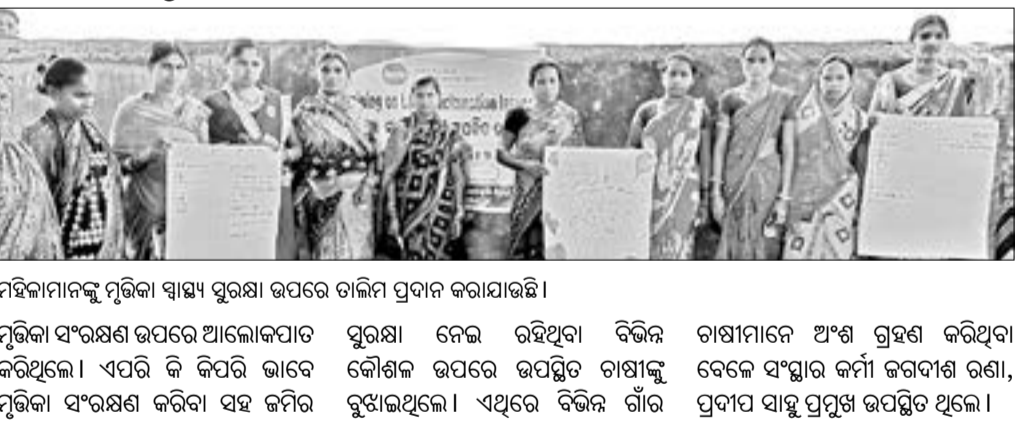 ମହିଳାମାନଙ୍କୁ ମୃତ୍ତିକା ସ୍ୱାସ୍ଥ୍ୟ ସୁରକ୍ଷା ଉପରେ ତାଲିମ ପ୍ରଦାନ କରାଯାଉଛି।
ମୃତ୍ତିକା ସଂରକ୍ଷଣ ଉପରେ ଆଲୋକପାତ
କରିଥିଲେ। ଏପରି କି କିପରି ଭାବେ
ମୃତ୍ତିକା ସଂରକ୍ଷଣ କରିବା ସହ ଜମିର
ସୁରକ୍ଷା ନେଇ ରହିଥିବା ବିଭିନ୍ନ
କୌଶଳ ଉପରେ ଉପସ୍ଥିତ ଚାଷୀଙ୍କୁ
ବୁଝାଇଥିଲେ। ଏଥିରେ ବିଭିନ୍ନ ଗାଁର
ଚାଷୀମାନେ ଅଂଶ ଗ୍ରହଣ କରିଥିବା
ବେଳେ ସଂସ୍ଥାର କର୍ମୀ ଜଗଦୀଶ ରଣା,
ପ୍ରଦୀପ ସାହୁ ପ୍ରମୁଖ ଉପସ୍ଥିତ ଥିଲେ।